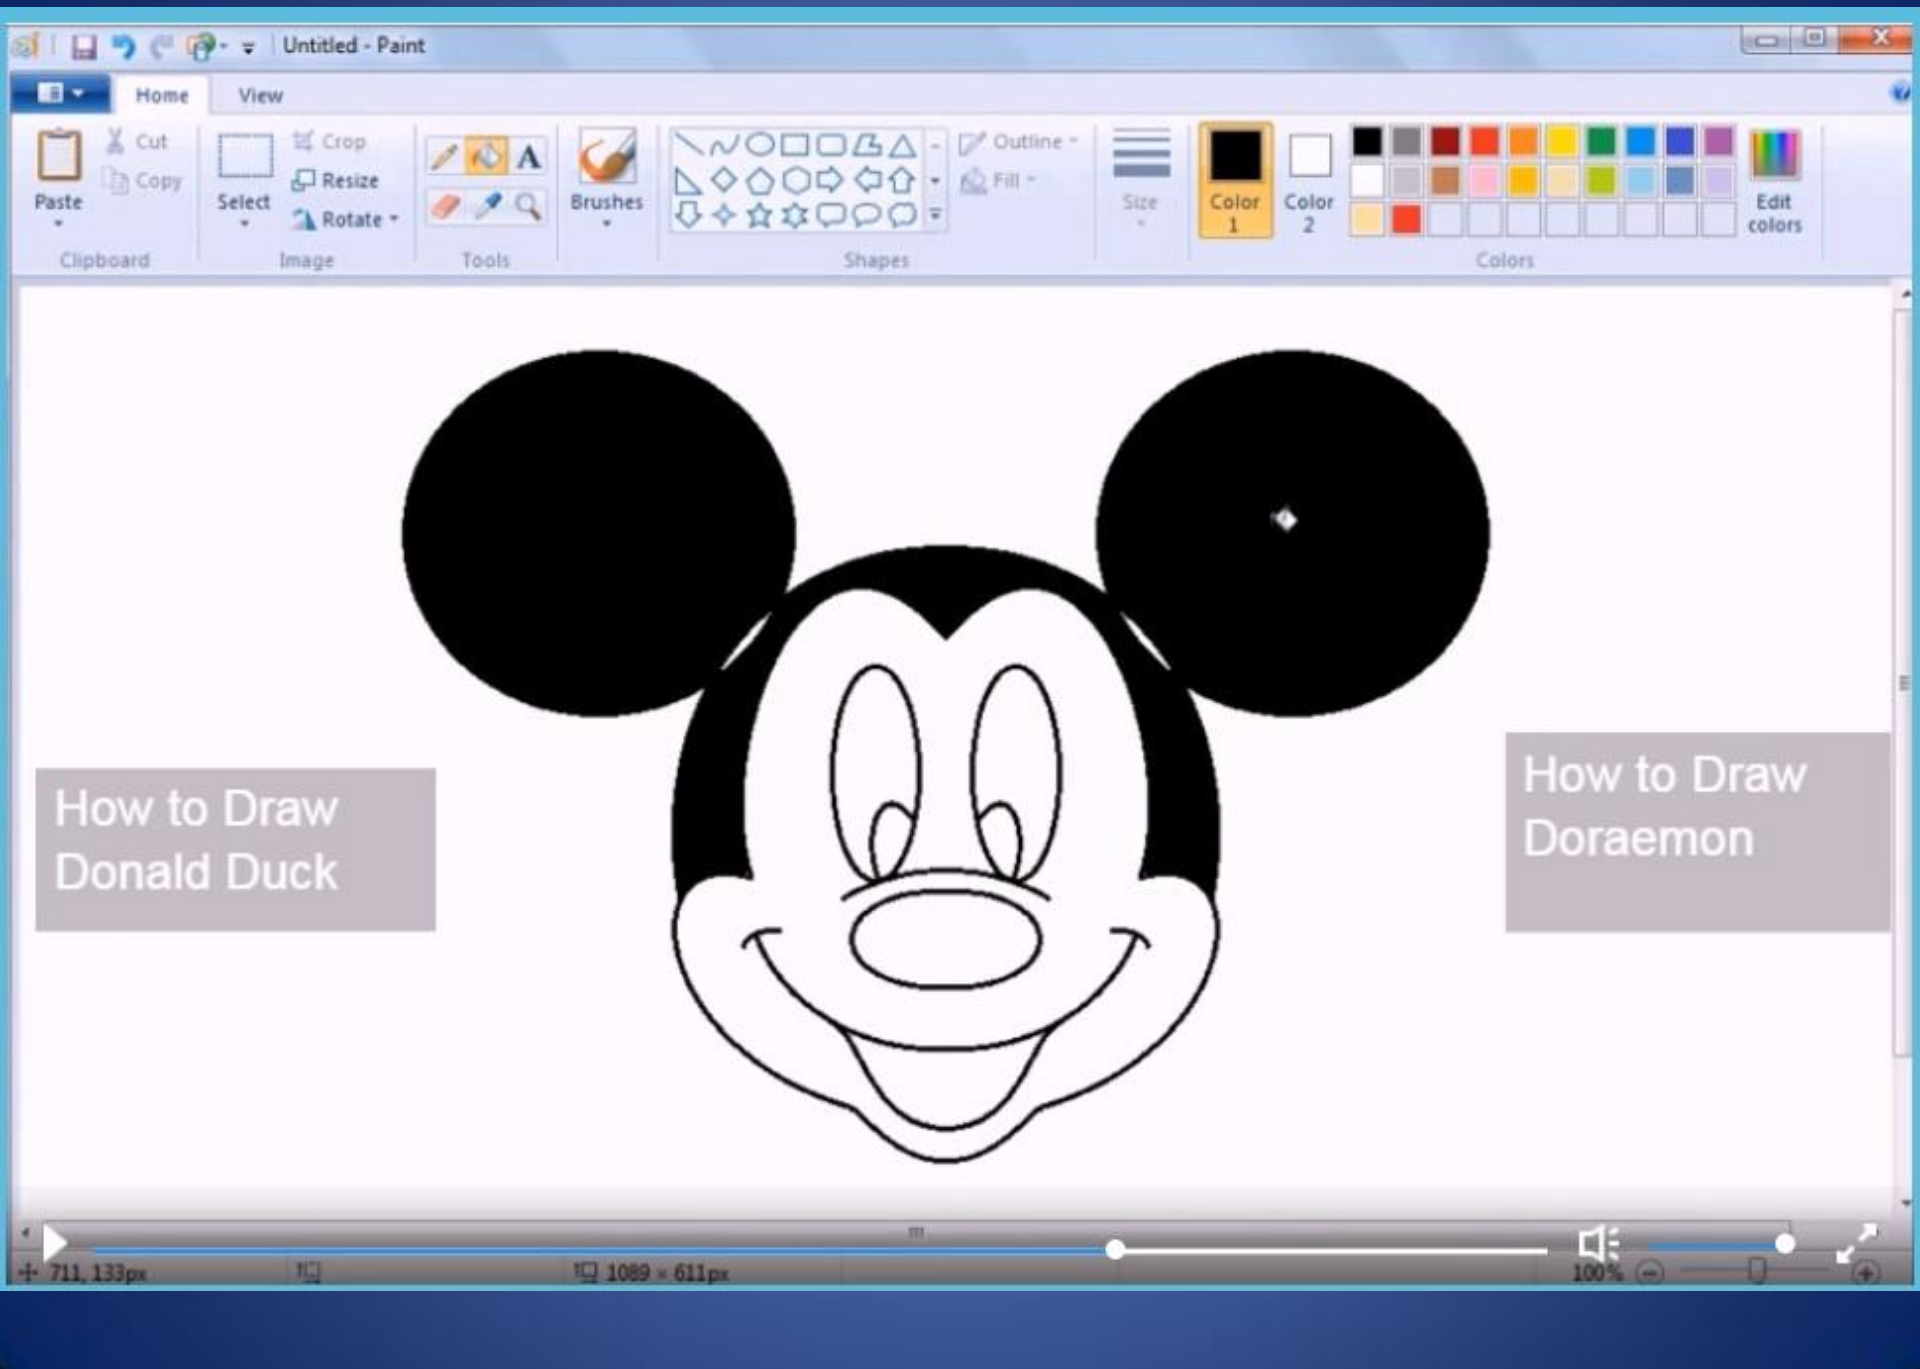 Untitled - Paint
Home View
Cut
Copy
Paste
Clipboard
Crop
Resize
Rotate
Select
Image
A
Tools
Brushes
Outline
Fill
Shapes
Size
Color
1
Color
2
Edit
colors
Colors
How to Draw
Donald Duck
How to Draw
Doraemon
711, 133px
1089 × 611px
100%